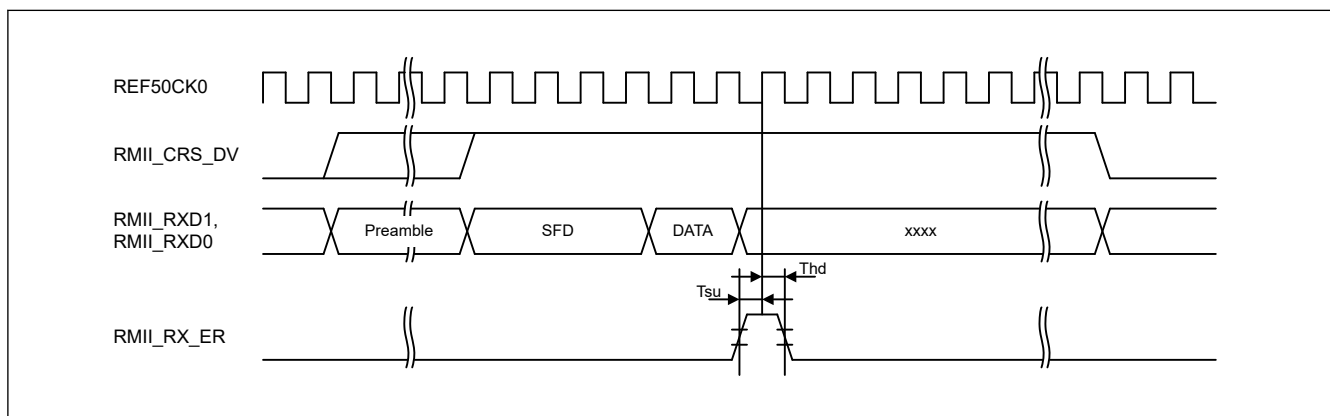 REF50CK0
RMII_CRS_DV
RMII_RXD1,
RMII_RXD0
Preamble
SFD
DATA
xxxx
Thd
Tsu
RMII_RX_ER